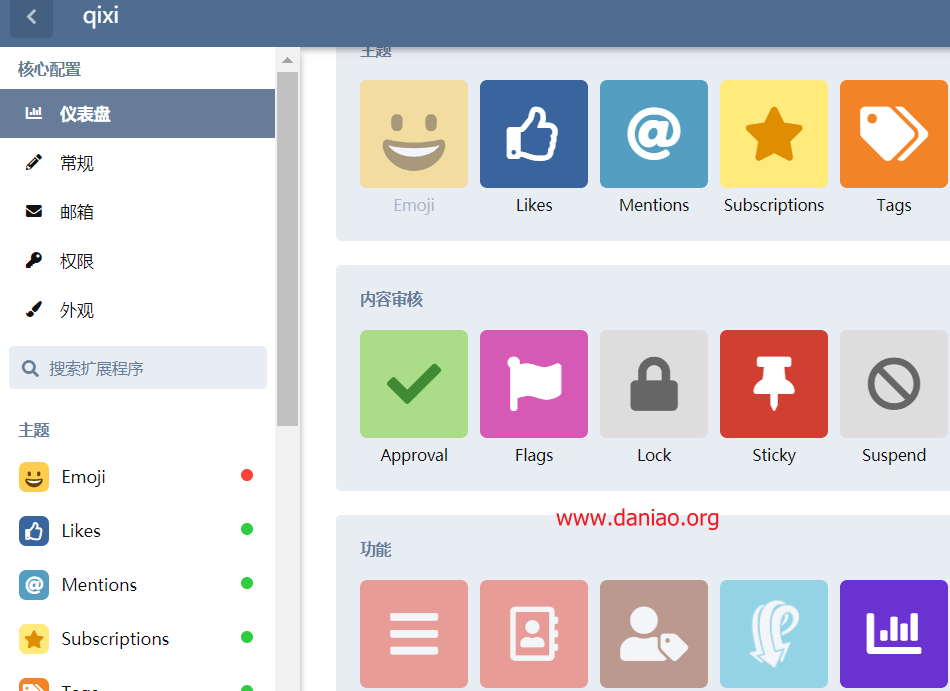 qixi
核心配置
仪表盘
常规
邮箱
权限
外观
搜索扩展程序
主题
Emoji
Likes
Mentions
Subscriptions
Tags
主题
Emoji
Likes
Mentions
Subscriptions
Tags
内容审核
Approval
Flags
Lock
Sticky
Suspend
www.daniao.org
功能